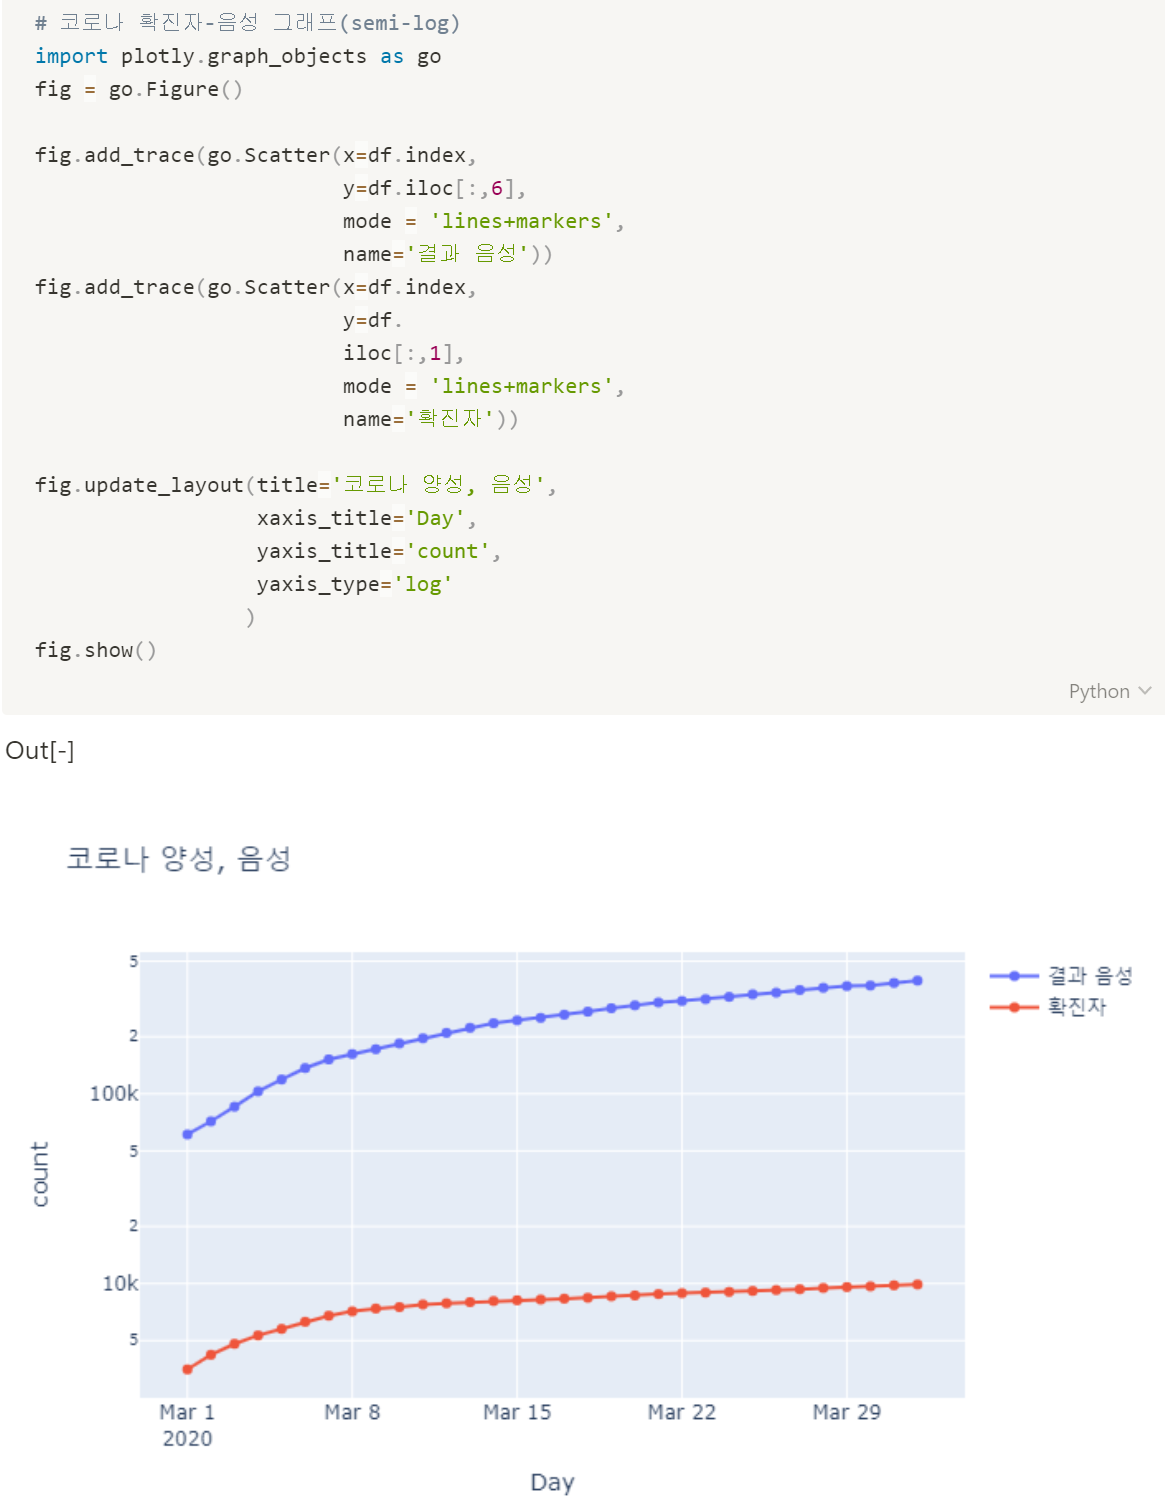 # 코로나 확진자-음성 그래프(semi-log)
import plotly.graph_objects as go
fig = go.Figure()
fig.add_trace(go.Scatter(x=df.index,
y=df.iloc[:,6],
mode = 'lines+markers',
name='결과 음성'))
fig.add_trace(go.Scatter(x=df.index,
y=df.
iloc[:,1],
mode = 'lines+markers',
name='확진자'))
fig.update_layout(title='코로나 양성, 음성',
xaxis_title='Day',
yaxis_title='count',
yaxis_type='log'
)
fig.show()
Python
Out[-]
코로나 양성, 음성
5
2
100k
5
2
10k
5
count
결과 음성
확진자
Mar 1 Mar 8 Mar 15 Mar 22 Mar 29
2020
Day